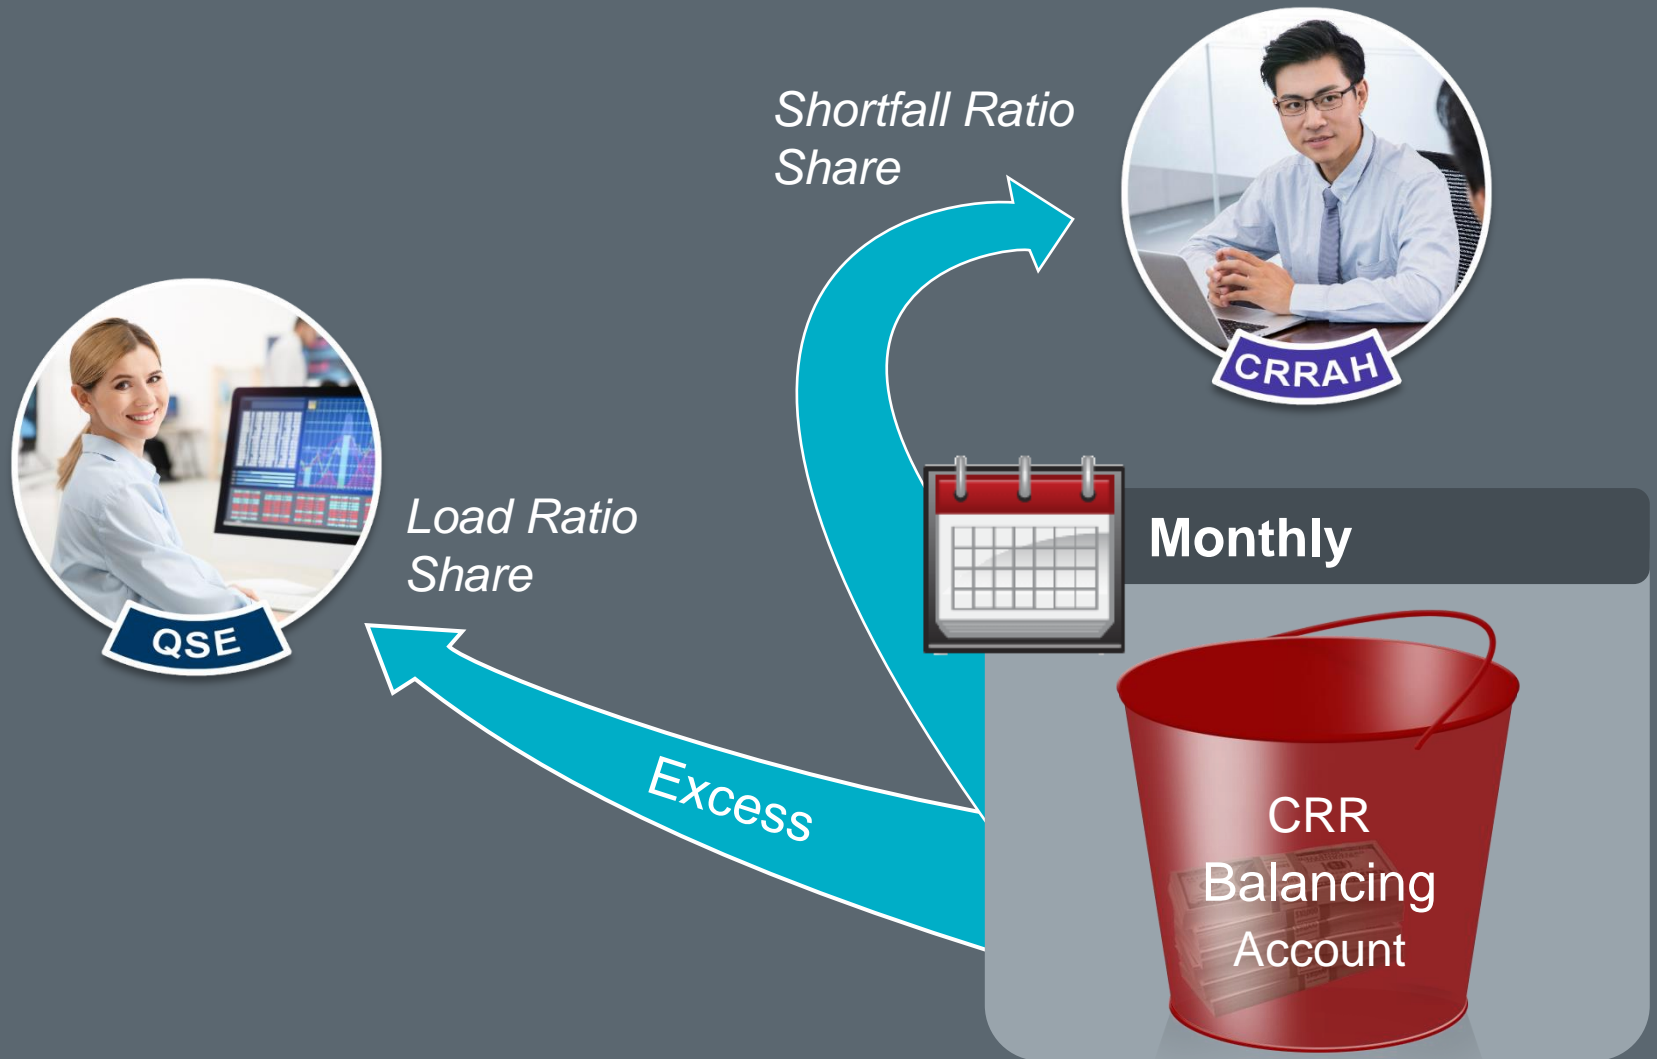 Shortfall Ratio
Share
CRRAH
Load Ratio
Share
QSE
Monthly
Excess
CRR
Balancing
Account